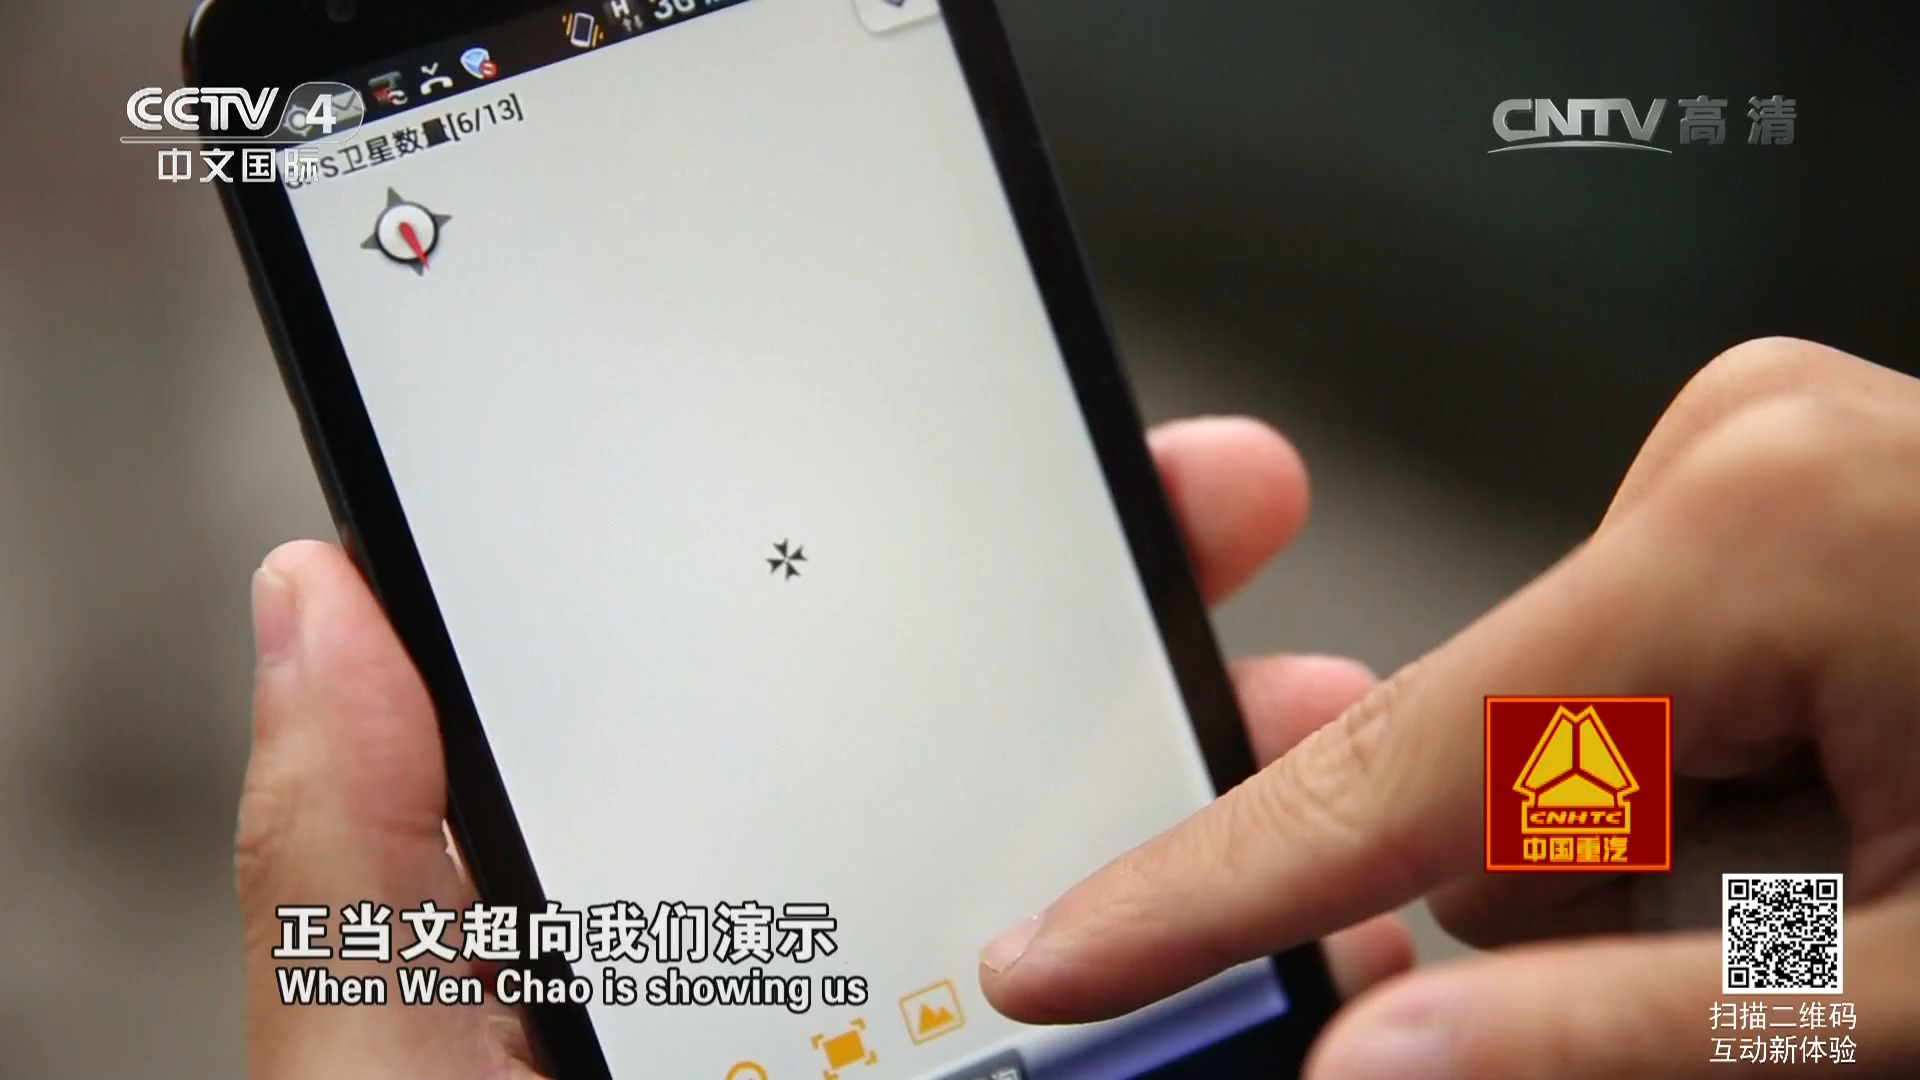 CCTV 4
中文国际
CNTV 高清
卫星数量[6/13]
CNHTC
中国重汽
正当文超向我们演示
When Wen Chao is showing us
扫描二维码
互动新体验